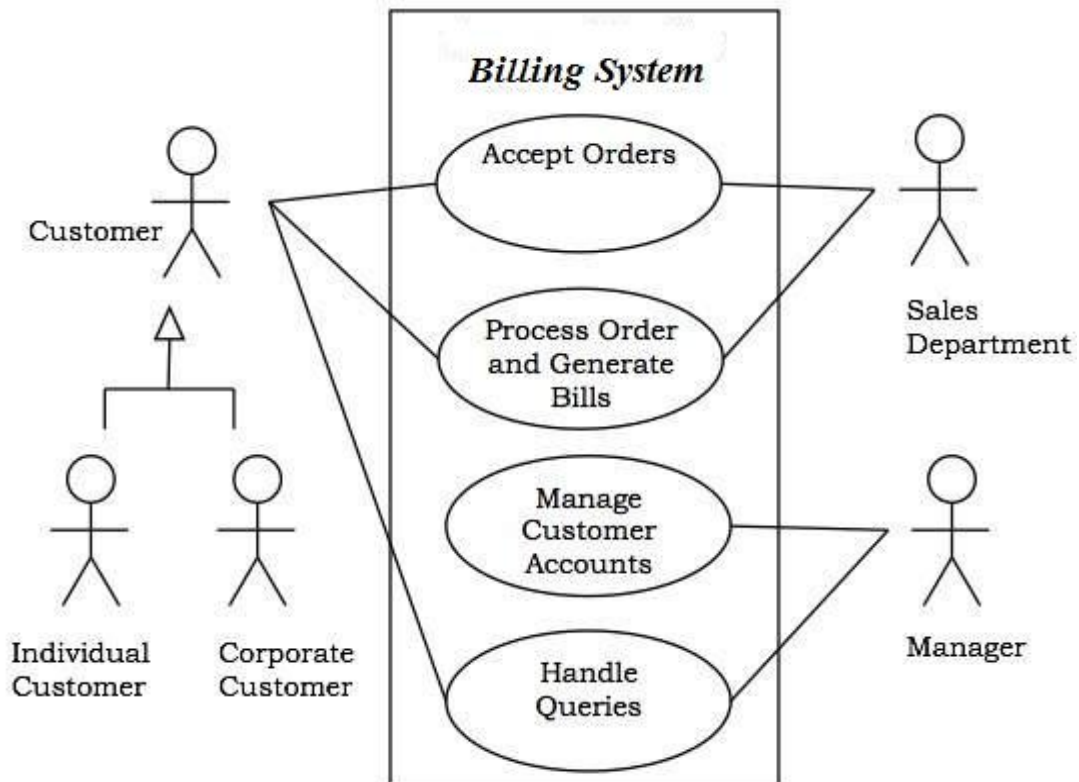 Billing System
Accept Orders
Customer
Process Order
and Generate
Bills
Sales
Department
Manage
Customer
Accounts
Individual
Customer
Corporate
Customer
Handle
Queries
Manager